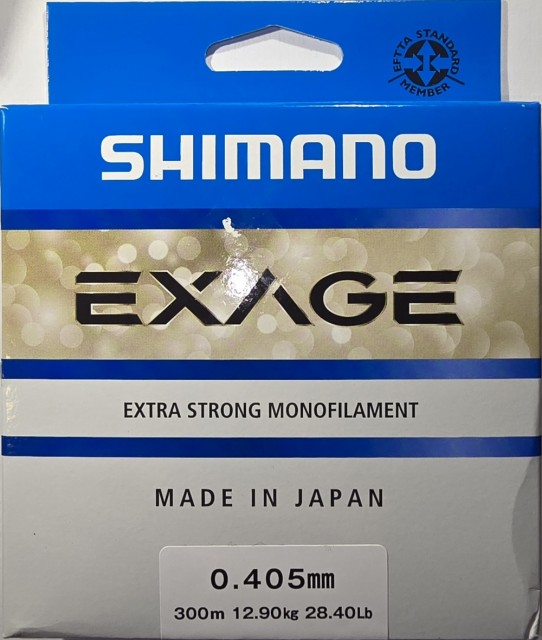 EFTTA STANDARD
MEMBER
SHIMANO
EXAGE
EXTRA STRONG MONOFILAMENT
MADE IN JAPAN
0.405mm
300m 12.90kg 28.40Lb